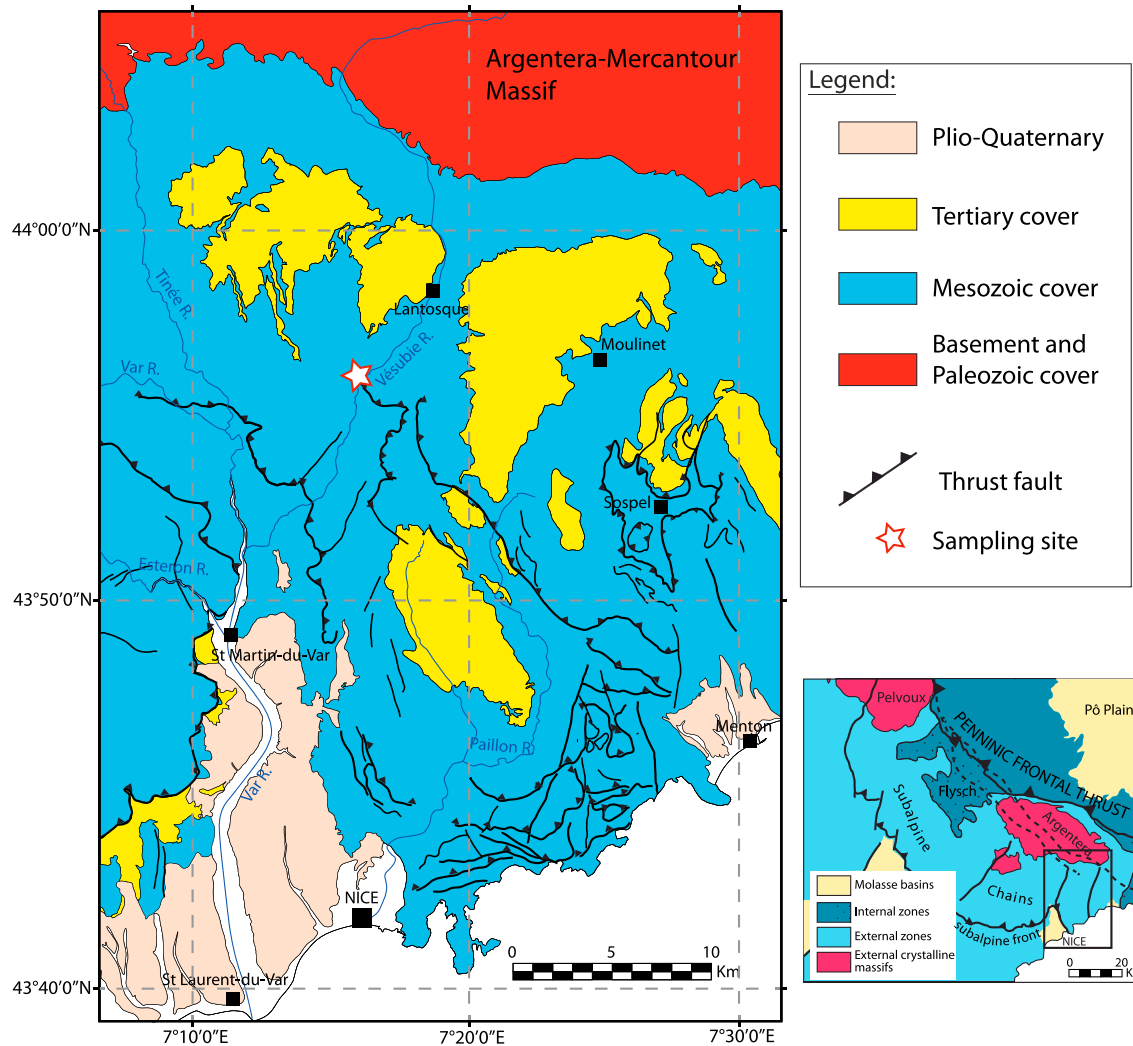 Argentera-Mercantour
Massif
44°00'0"N
43°50'0"N
43°40'0"N
Tinée R.
Var R.
Vésubie R.
Lantosque
Moulinet
Sospel
Esteron R.
St Martin-du-Var
Var R.
Paillon R.
Menton
NICE
St Laurent-du-Var
0 5 10
Km
7°10'0"E
7°20'0"E
7°30'0"E
Legend:
Plio-Quaternary
Tertiary cover
Mesozoic cover
Basement and
Paleozoic cover
Thrust fault
Sampling site
Pelvoux
Pô Plain
PENNINIC FRONTAL THRUST
Flysch
Subalpine
Argentera
Chains
subalpine front
NICE
Molasse basins
Internal zones
External zones
External crystalline
massifs
0 20
K